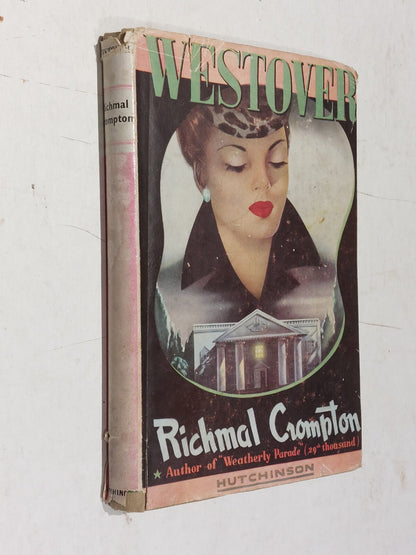 WESTOVER
Richmal Crompton
★ Author of "Weatherly Parade" (29th thousand)
HUTCHINSON
Richmal
Crompton